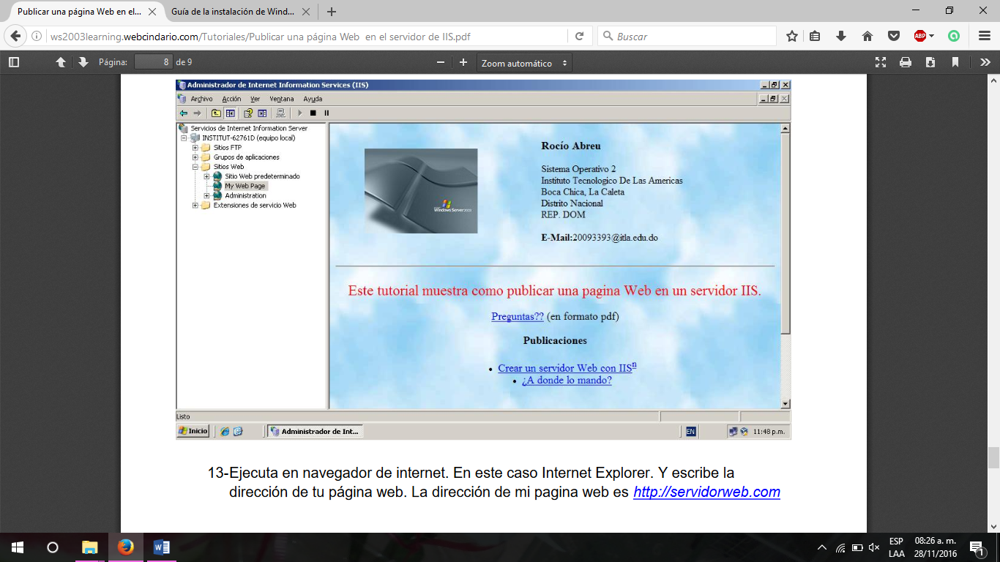 Publicar una página Web en el...
Guía de la instalación de Wind...
ws2003learning.webcindario.com/Tutoriales/Publicar una página Web en el servidor de IIS.pdf
Buscar
ABP
Página:
8
de 9
Zoom automático
Administrador de Internet Information Services (IIS)
Archivo Acción Ver Ventana Ayuda
Servicios de Internet Information Server
INSTITUT-62761D (equipo local)
Sitios FTP
Grupos de aplicaciones
Sitios Web
Sitio Web predeterminado
My Web Page
Administration
Extensiones de servicio Web
Windows Server 2003
Rocío Abreu
Sistema Operativo 2
Instituto Tecnologico De Las Americas
Boca Chica, La Caleta
Distrito Nacional
REP. DOM
E-Mail:20093393@itla.edu.do
Este tutorial muestra como publicar una pagina Web en un servidor IIS.
Preguntas?? (en formato pdf)
Publicaciones
• Crear un servidor Web con IISn
• ¿A donde lo mando?
Listo
Inicio
Administrador de Int...
EN
11:48 p.m.
13-Ejecuta en navegador de internet. En este caso Internet Explorer. Y escribe la
dirección de tu página web. La dirección de mi pagina web es http://servidorweb.com
ESP
LAA
08:26 a. m.
28/11/2016
1